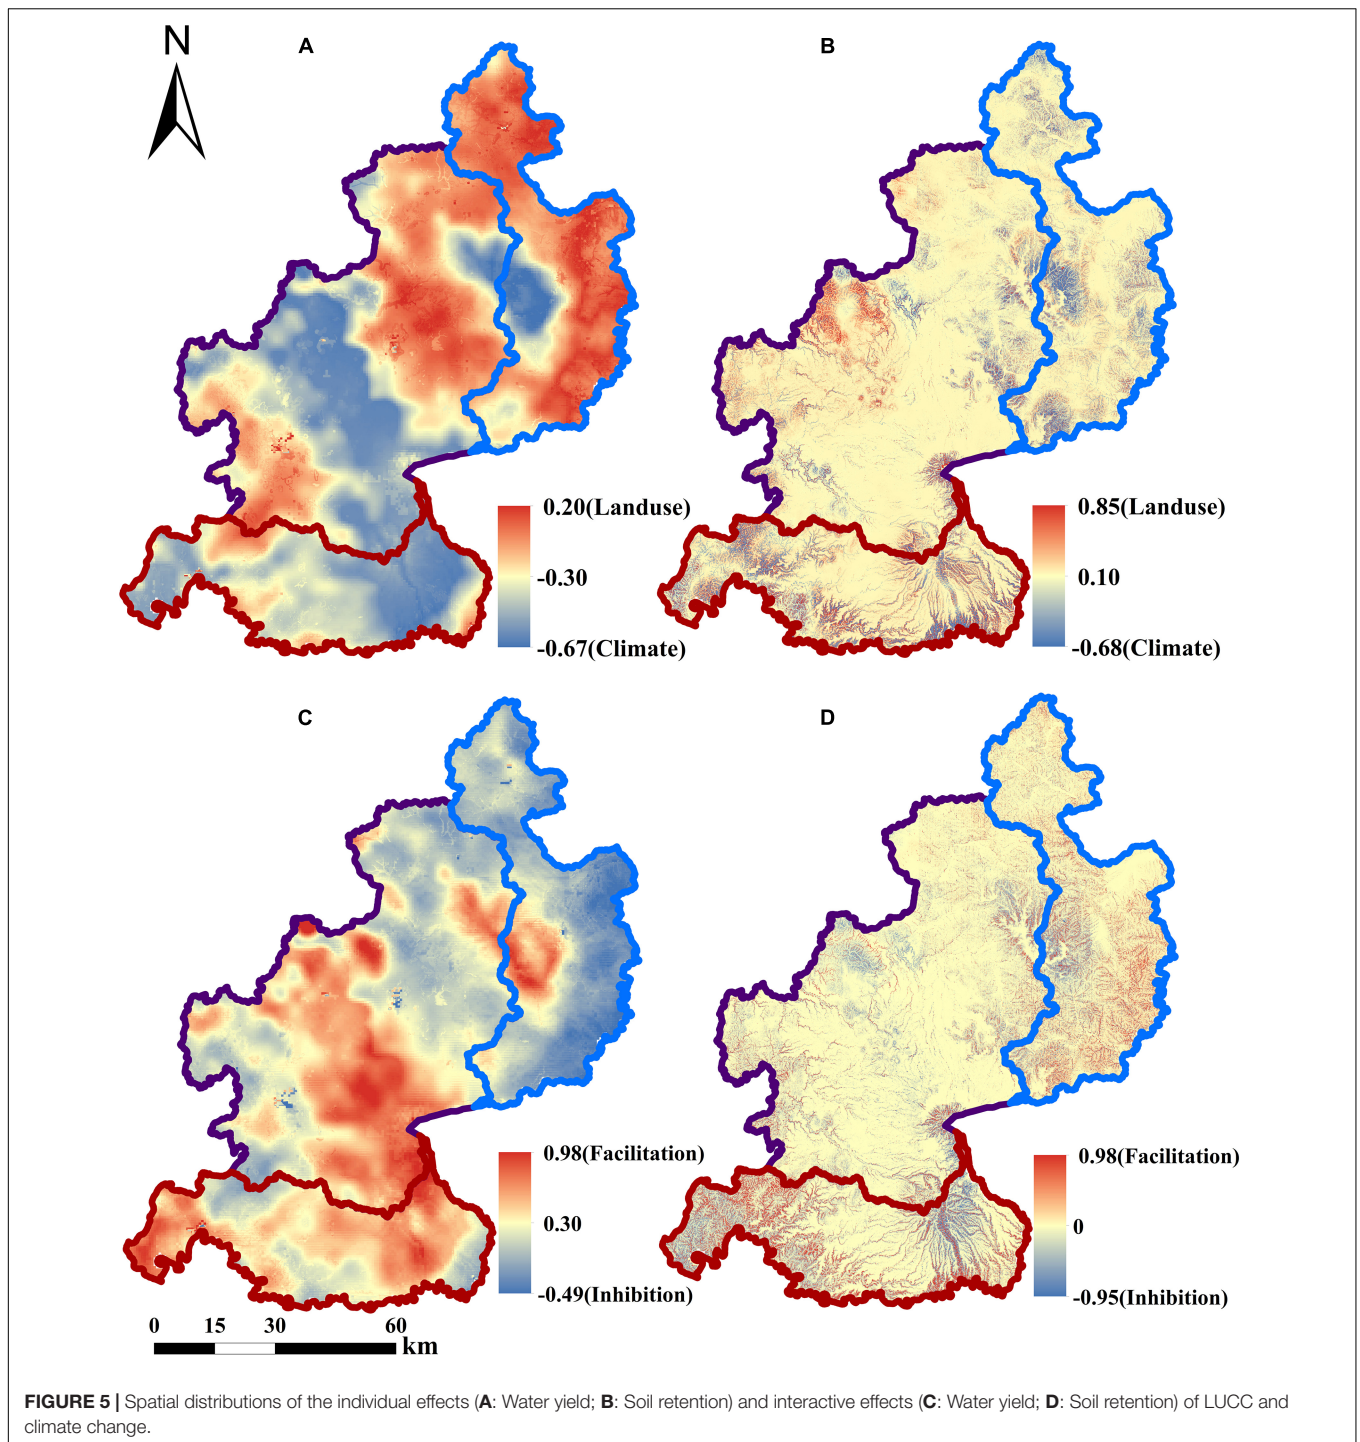 N
A
B
0.20(Landuse)
-0.30
-0.67(Climate)
0.85(Landuse)
0.10
-0.68(Climate)
C
D
0.98(Facilitation)
0.30
-0.49(Inhibition)
0.98(Facilitation)
0
-0.95(Inhibition)
0 15 30 60
km
FIGURE 5 | Spatial distributions of the individual effects (A: Water yield; B: Soil retention) and interactive effects (C: Water yield; D: Soil retention) of LUCC and
climate change.